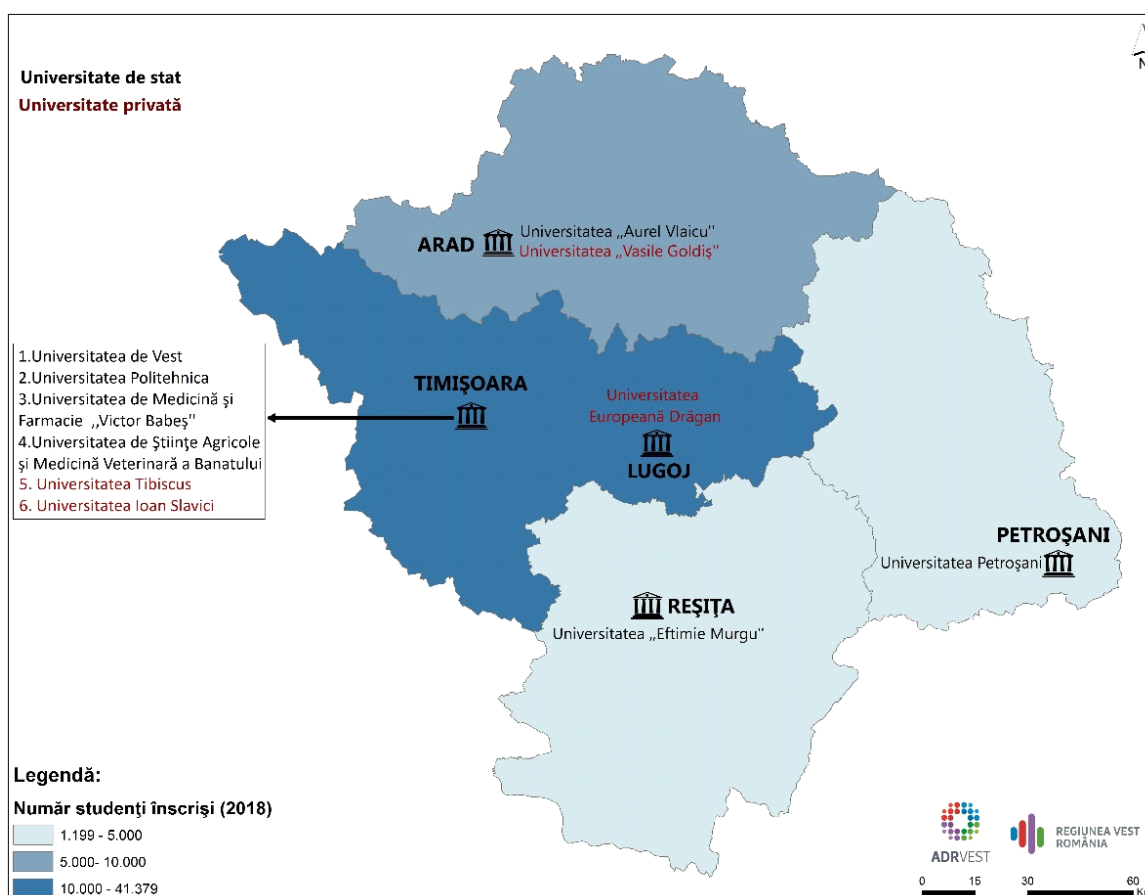 N
Universitate de stat
Universitate privată
ARAD
Universitatea „Aurel Vlaicu"
Universitatea „Vasile Goldiş"
1.Universitatea de Vest
2.Universitatea Politehnica
3.Universitatea de Medicină şi
Farmacie „Victor Babeş"
4.Universitatea de Ştiinţe Agricole
şi Medicină Veterinară a Banatului
5. Universitatea Tibiscus
6. Universitatea Ioan Slavici
TIMIŞOARA
Universitatea
Europeană Drăgan
LUGOJ
PETROŞANI
Universitatea Petroşani
REŞIŢA
Universitatea „Eftimie Murgu"
Legendă:
Număr studenţi înscrişi (2018)
1.199 - 5.000
5.000- 10.000
10.000 - 41.379
ADRVEST
REGIUNEA VEST
ROMÂNIA
0 15 30 60